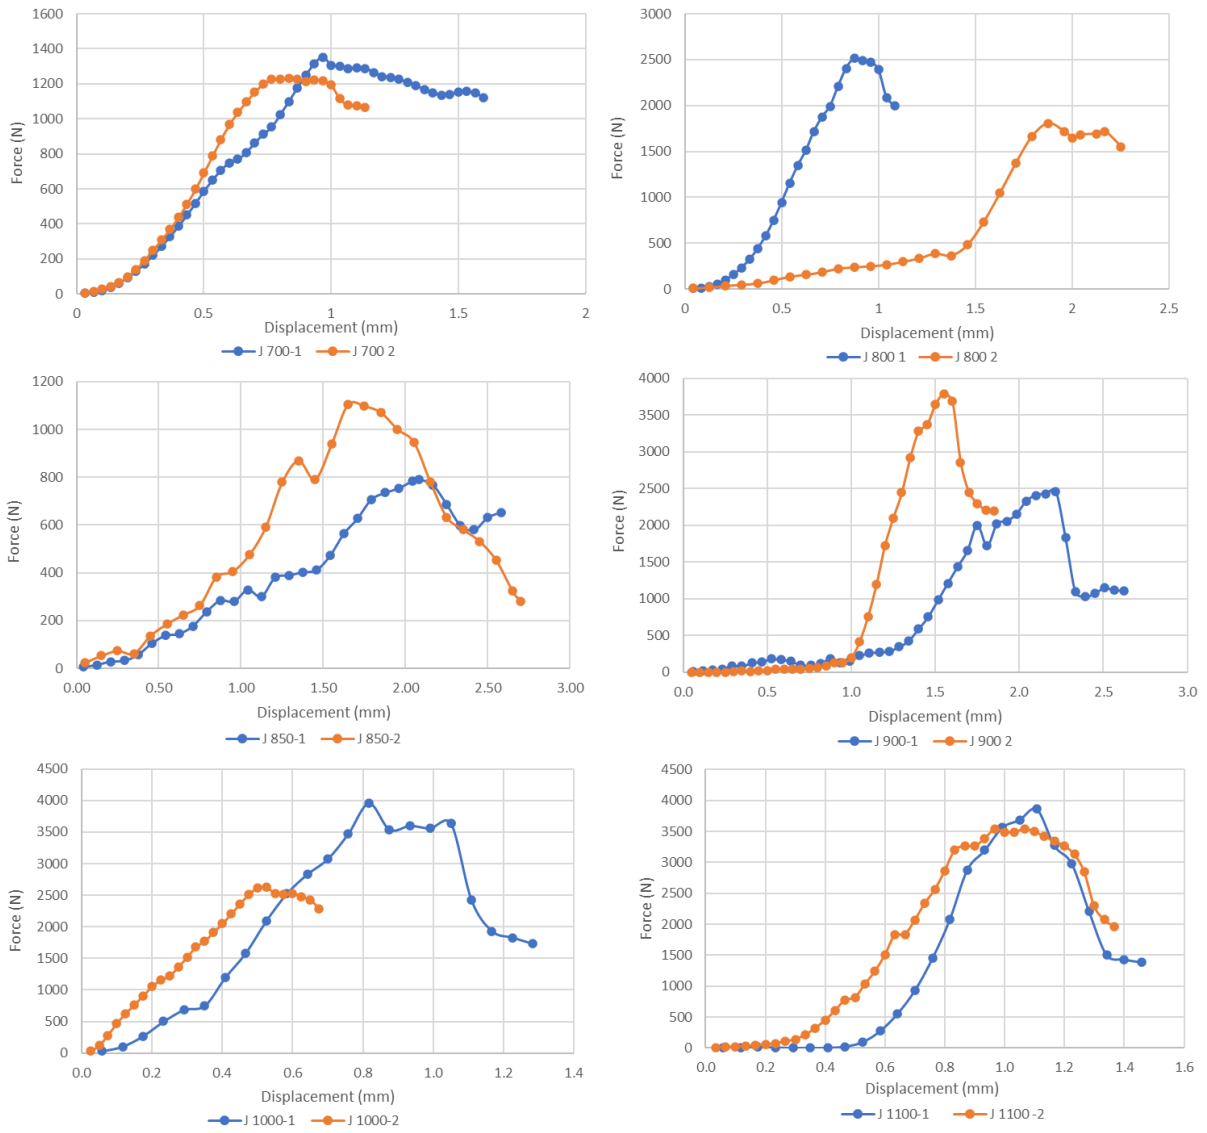 1600
1400
1200
1000
800
600
400
200
0
Force (N)
0 0.5 1 1.5 2
Displacement (mm)
J 700-1 J 700 2
3000
2500
2000
1500
1000
500
0
Force (N)
0 0.5 1 1.5 2 2.5
Displacement (mm)
J 800 1 J 800 2
1200
1000
800
600
400
200
0
Force (N)
0.00 0.50 1.00 1.50 2.00 2.50 3.00
Displacement (mm)
J 850-1 J 850-2
4000
3500
3000
2500
2000
1500
1000
500
0
Force (N)
0.0 0.5 1.0 1.5 2.0 2.5 3.0
Displacement (mm)
J 900-1 J 900 2
4500
4000
3500
3000
2500
2000
1500
1000
500
0
Force (N)
0.0 0.2 0.4 0.6 0.8 1.0 1.2 1.4
Displacement (mm)
J 1000-1 J 1000-2
4500
4000
3500
3000
2500
2000
1500
1000
500
0
Force (N)
0.0 0.2 0.4 0.6 0.8 1.0 1.2 1.4 1.6
Displacement (mm)
J 1100-1 J 1100 -2